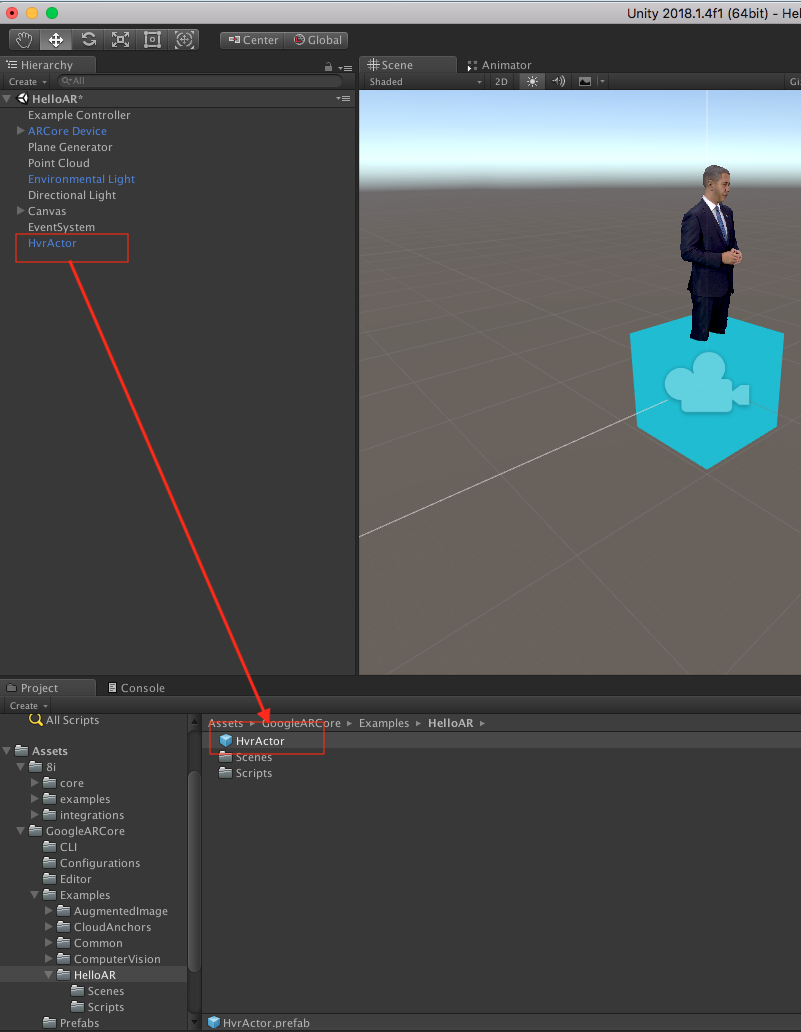 Unity 2018.1.4f1 (64bit) - Hel
Center Global
Hierarchy
Create All
HelloAR*
Example Controller
ARCore Device
Plane Generator
Point Cloud
Environmental Light
Directional Light
Canvas
EventSystem
HvrActor
Scene Animator
Shaded 2D Gi
Project Console
Create
All Scripts
Assets
8i
core
examples
integrations
GoogleARCore
CLI
Configurations
Editor
Examples
AugmentedImage
CloudAnchors
Common
ComputerVision
HelloAR
Scenes
Scripts
Prefabs
Assets GoogleARCore Examples HelloAR
HvrActor
Scenes
Scripts
HvrActor.prefab